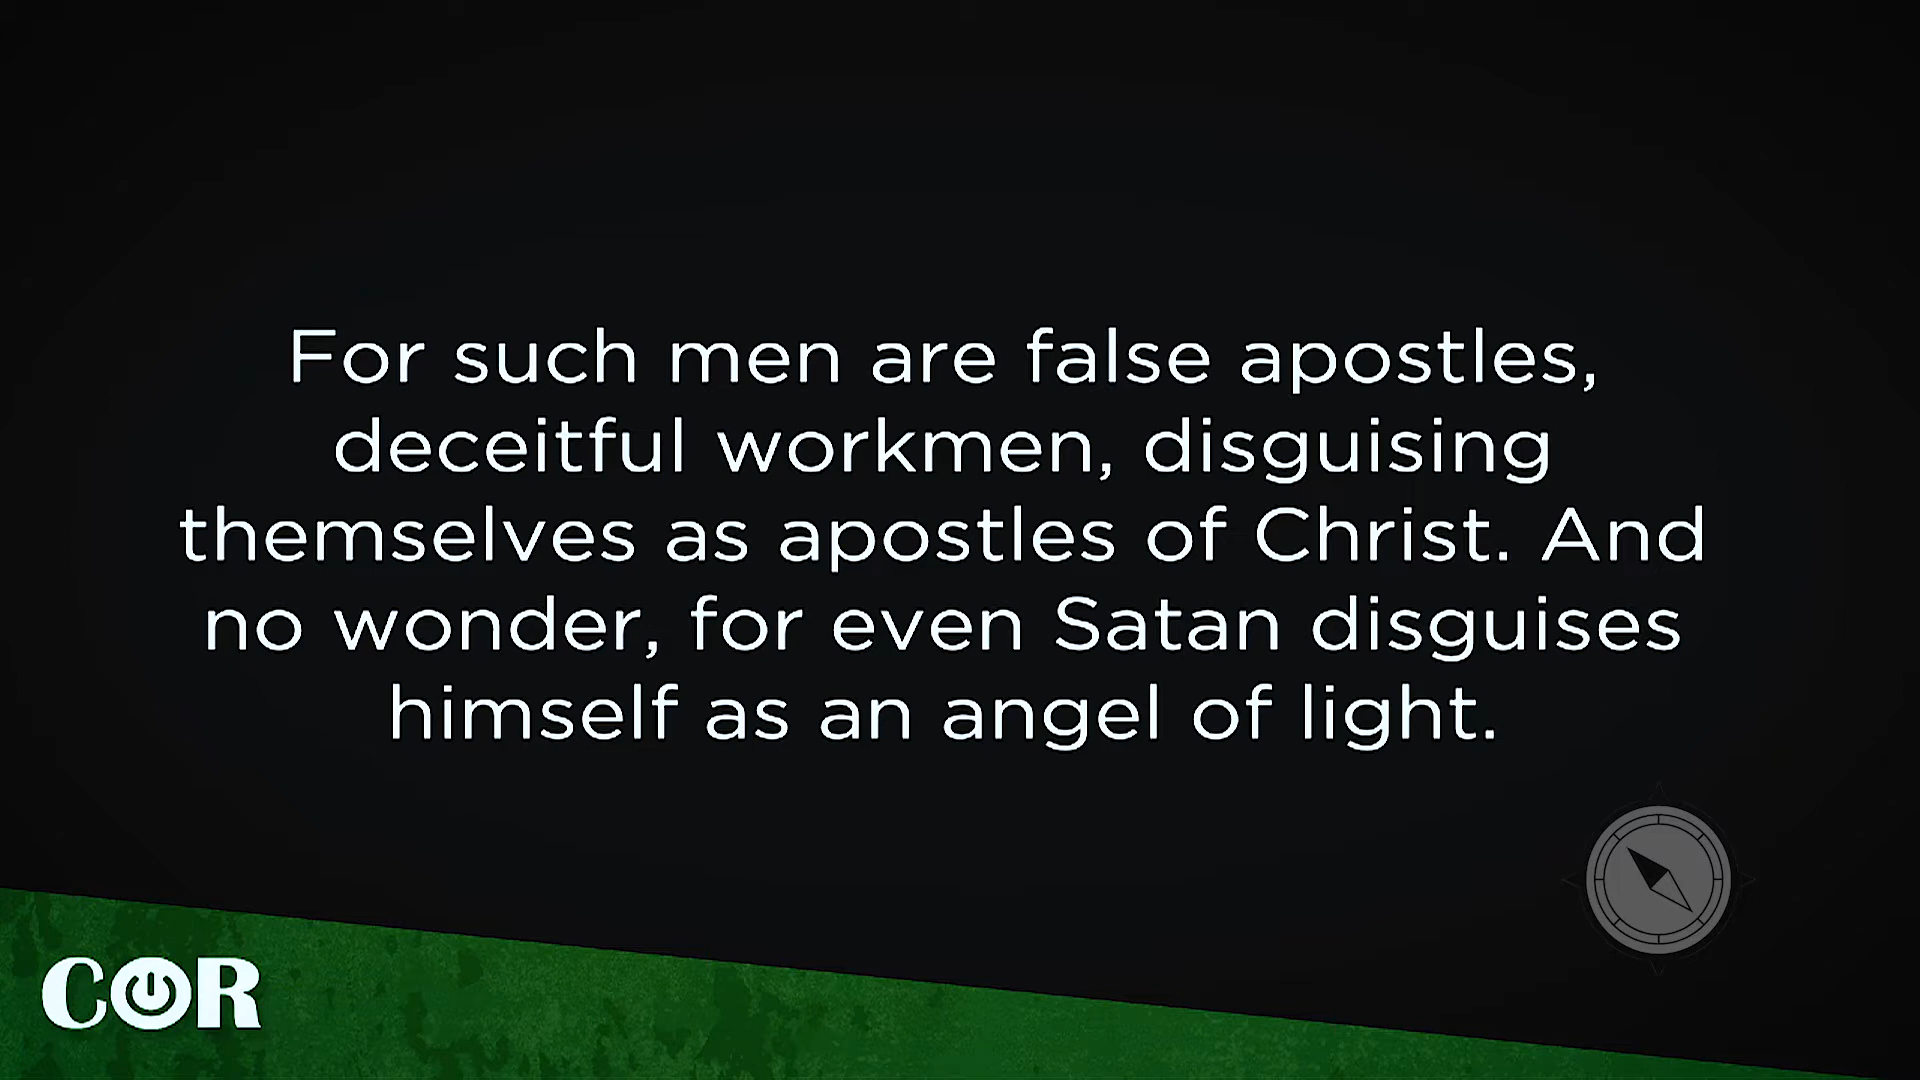 For such men are false apostles,
deceitful workmen, disguising
themselves as apostles of Christ. And
no wonder, for even Satan disguises
himself as an angel of light.
COR